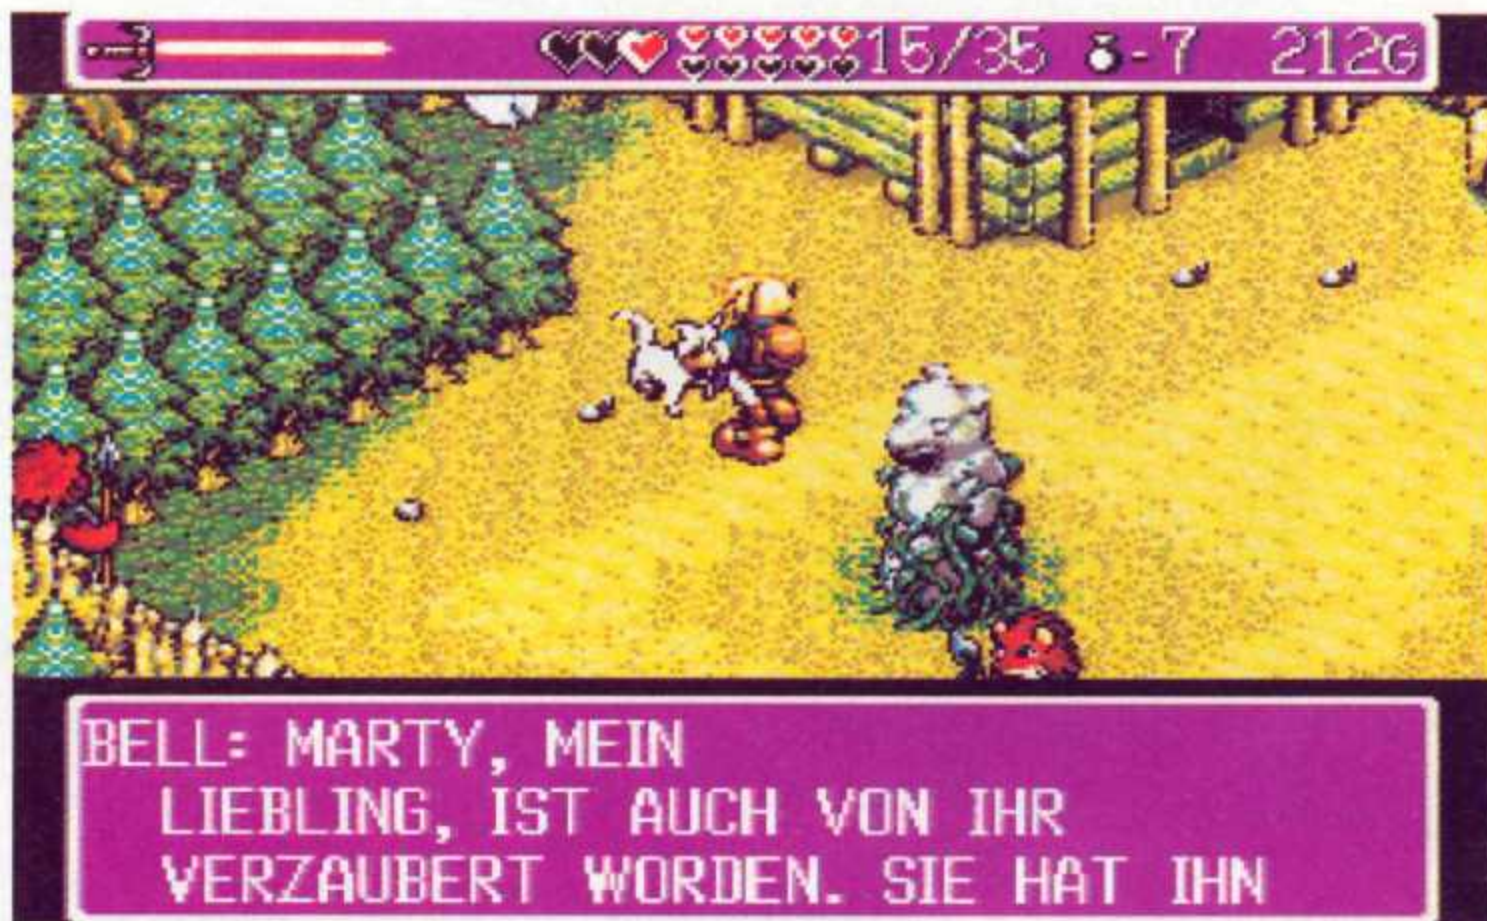 15/35 - 7 212G
BELL: MARTY, MEIN
LIEBLING, IST AUCH VON IHR
VERZAUBERT WORDEN. SIE HAT IHN